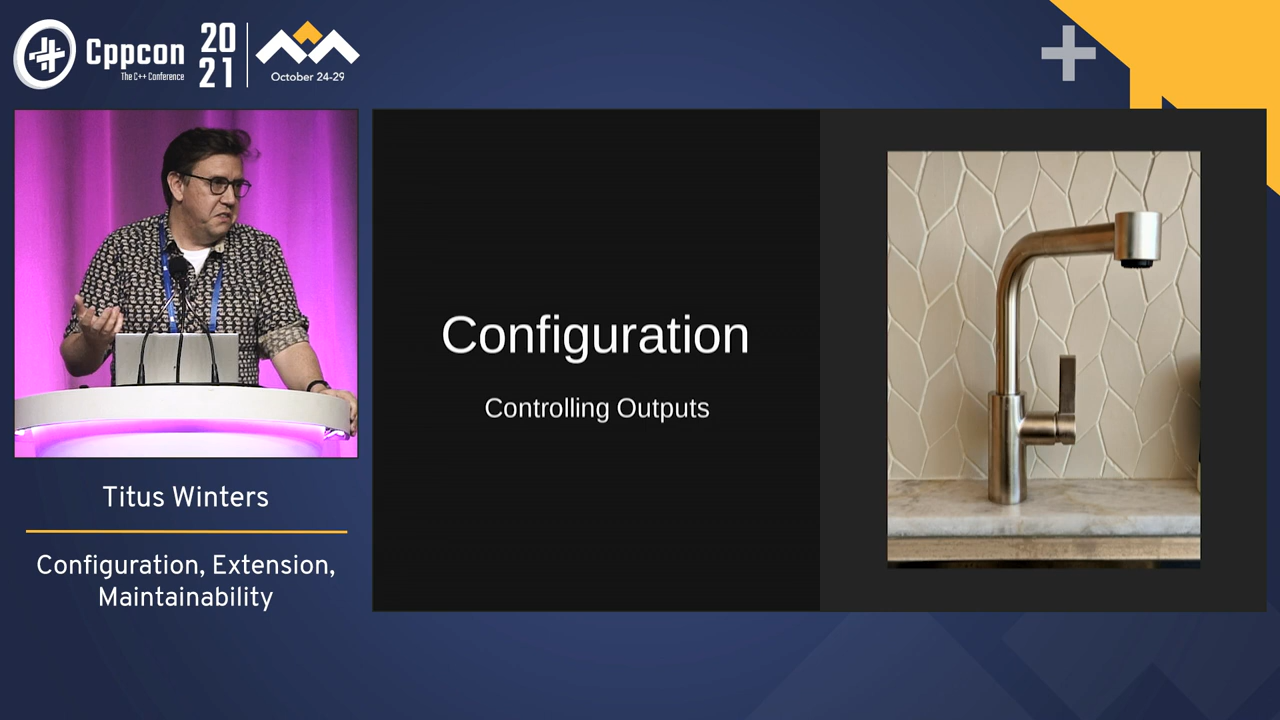 Cppcon
The C++ Conference
20
21
October 24-29
Configuration
Controlling Outputs
Titus Winters
Configuration, Extension,
Maintainability